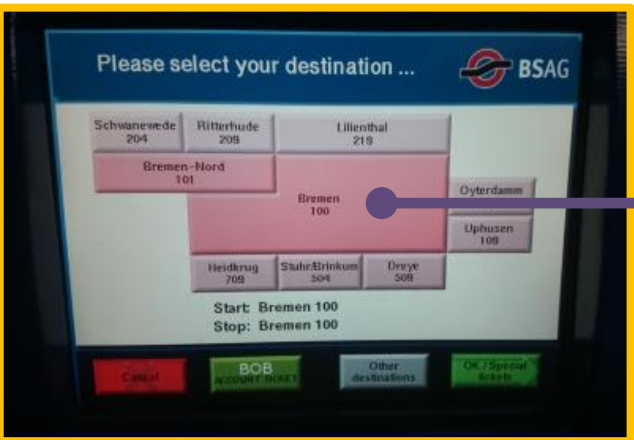 Please select your destination ...
BSAG
Schwanewede
204
Ritterhude
209
Lilienthal
219
Bremen-Nord
101
Bremen
100
Oyterdamm
Uphusen
108
Heidkrug
709
Stuhr/Brinkum
504
Dreye
508
Start: Bremen 100
Stop: Bremen 100
Cancel
BOB
ACCOUNT TICKET
Other
destinations
OK / Special
tickets